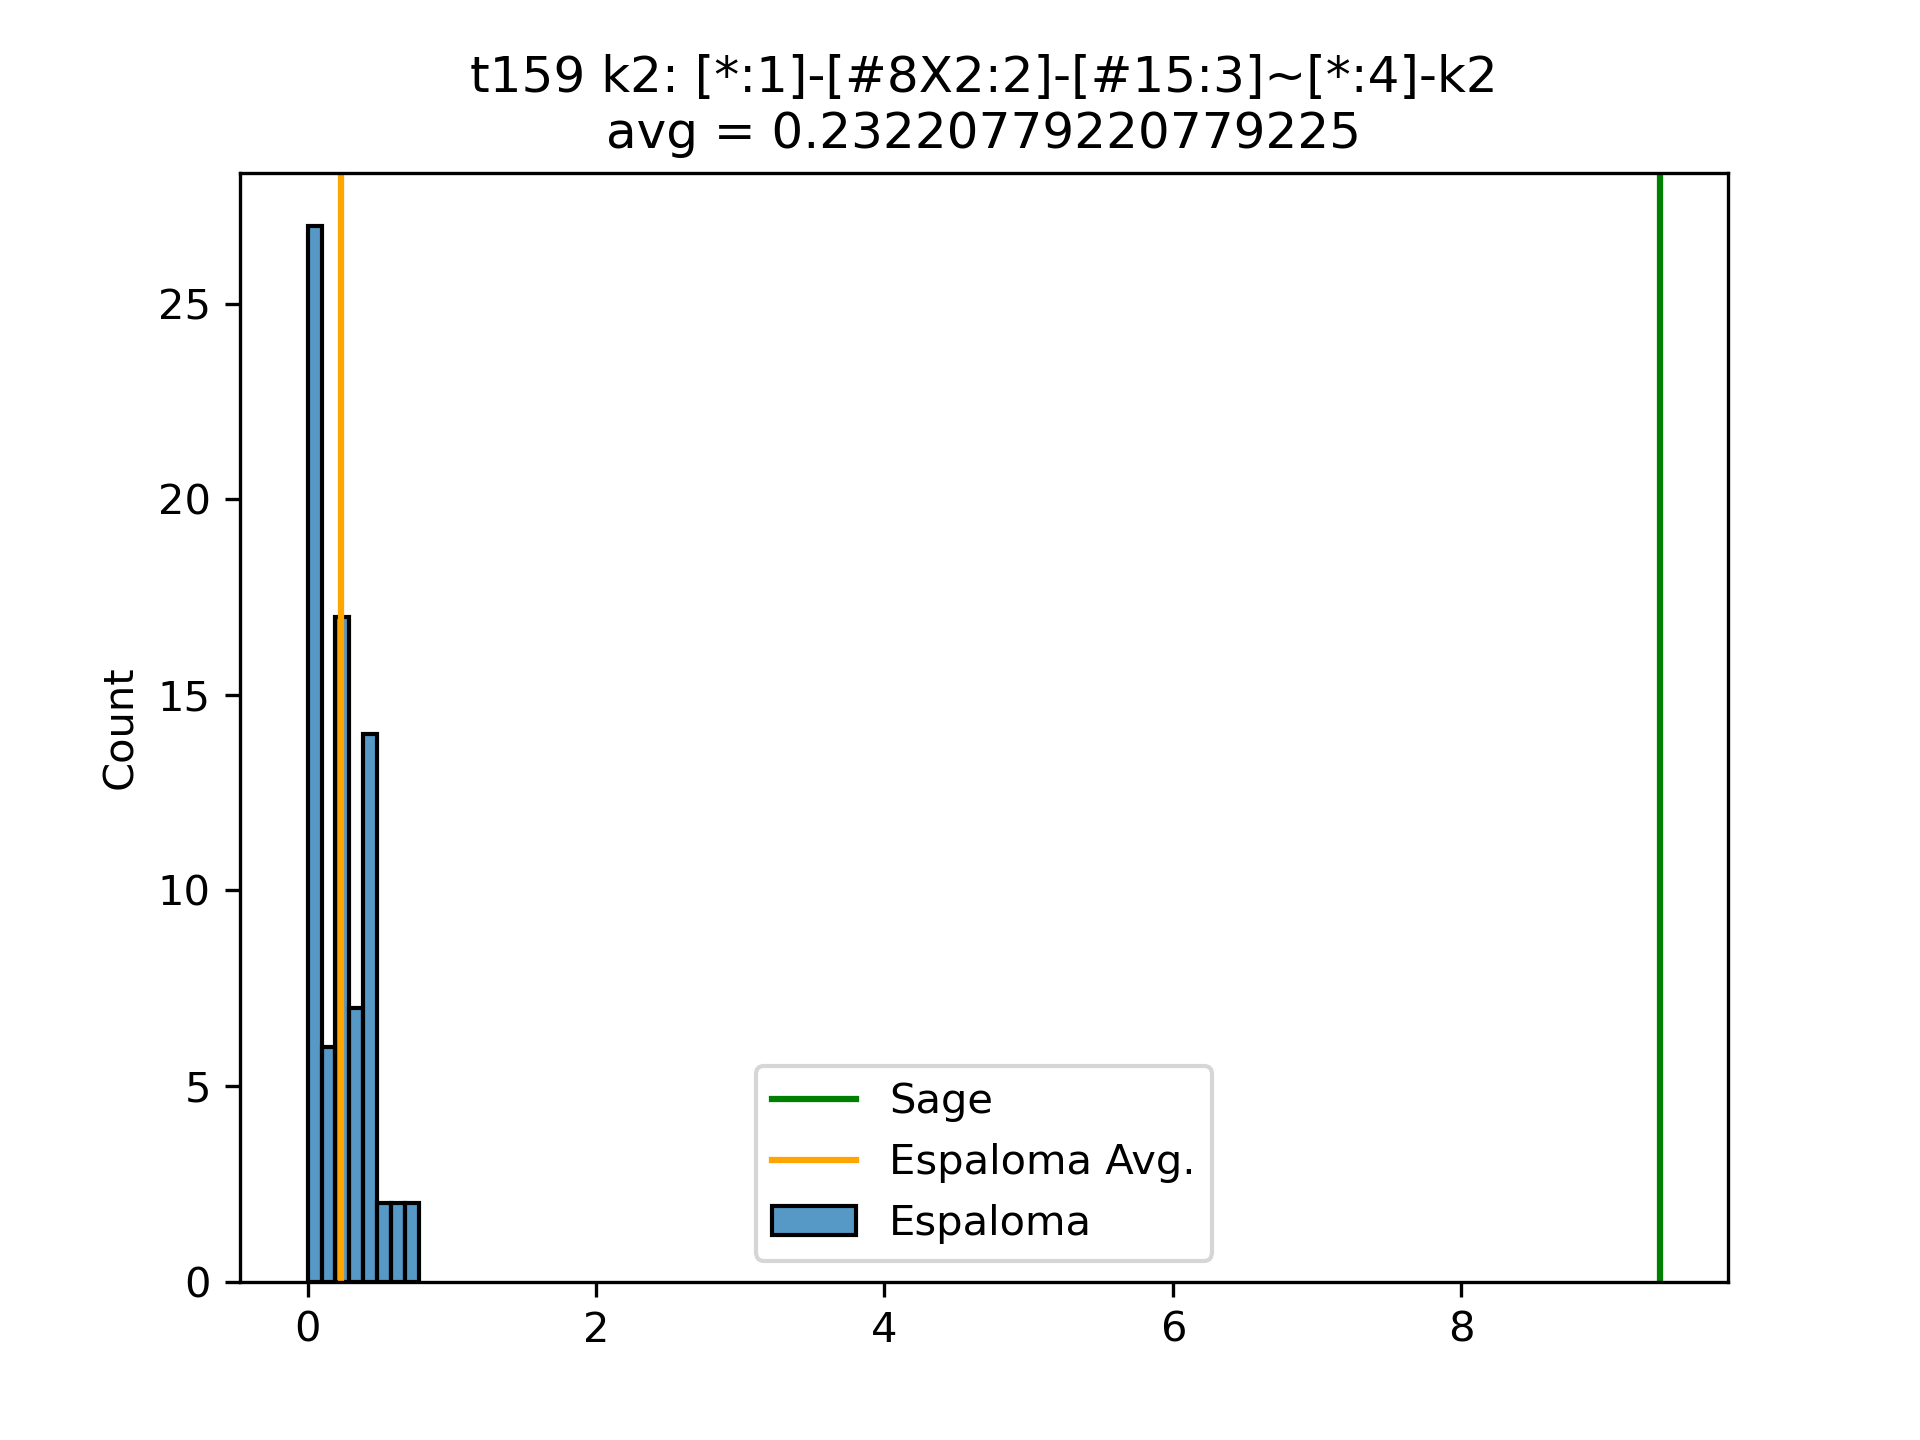 t159 k2: [*:1]-[#8X2:2]-[#15:3]~[*:4]-k2
avg = 0.23220779220779225
Count
25
20
15
10
5
0
0 2 4 6 8
Sage
Espaloma Avg.
Espaloma